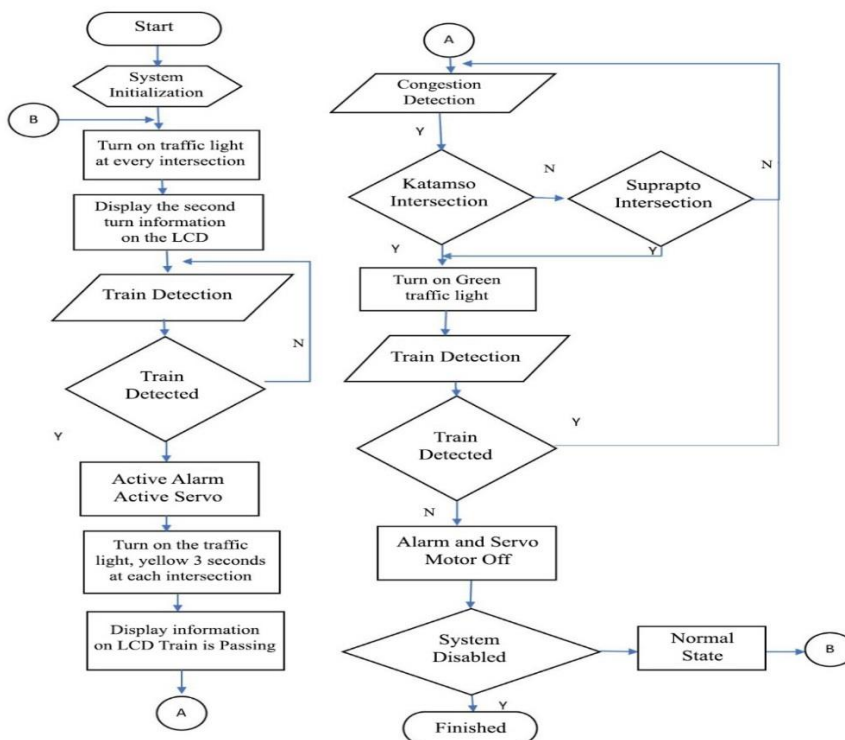 Start
System
Initialization
B
Turn on traffic light
at every intersection
Display the second
turn information
on the LCD
Train Detection
N
Train
Detected
Y
Active Alarm
Active Servo
Turn on the traffic
light, yellow 3 seconds
at each intersection
Display information
on LCD Train is Passing
A
A
Congestion
Detection
Y
Katamso
Intersection
N
Suprapto
Intersection
N
Y
Y
Turn on Green
traffic light
Train Detection
Train
Detected
Y
N
Alarm and Servo
Motor Off
System
Disabled
Normal
State
B
Y
Finished